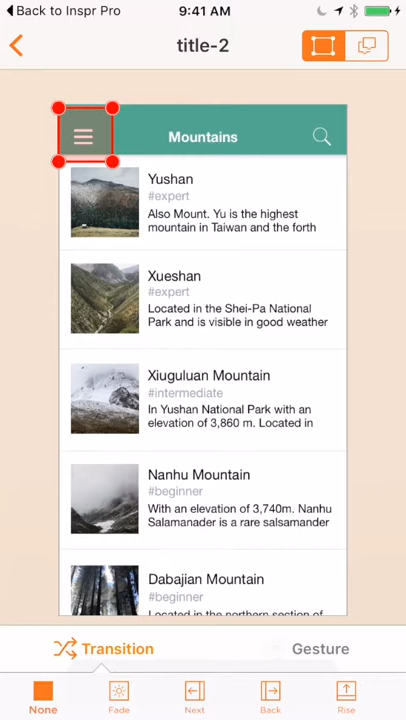 Back to Inspr Pro
9:41 AM
title-2
Mountains
Yushan
#expert
Also Mount. Yu is the highest
mountain in Taiwan and the forth
Xueshan
#expert
Located in the Shei-Pa National
Park and is visible in good weather
Xiuguluan Mountain
#intermediate
In Yushan National Park with an
elevation of 3,860 m. Located in
Nanhu Mountain
#beginner
With an elevation of 3,740m. Nanhu
Salamanader is a rare salsamander
Dabajian Mountain
#beginner
Located in the northern section of
Transition
Gesture
None
Fade
Next
Back
Rise